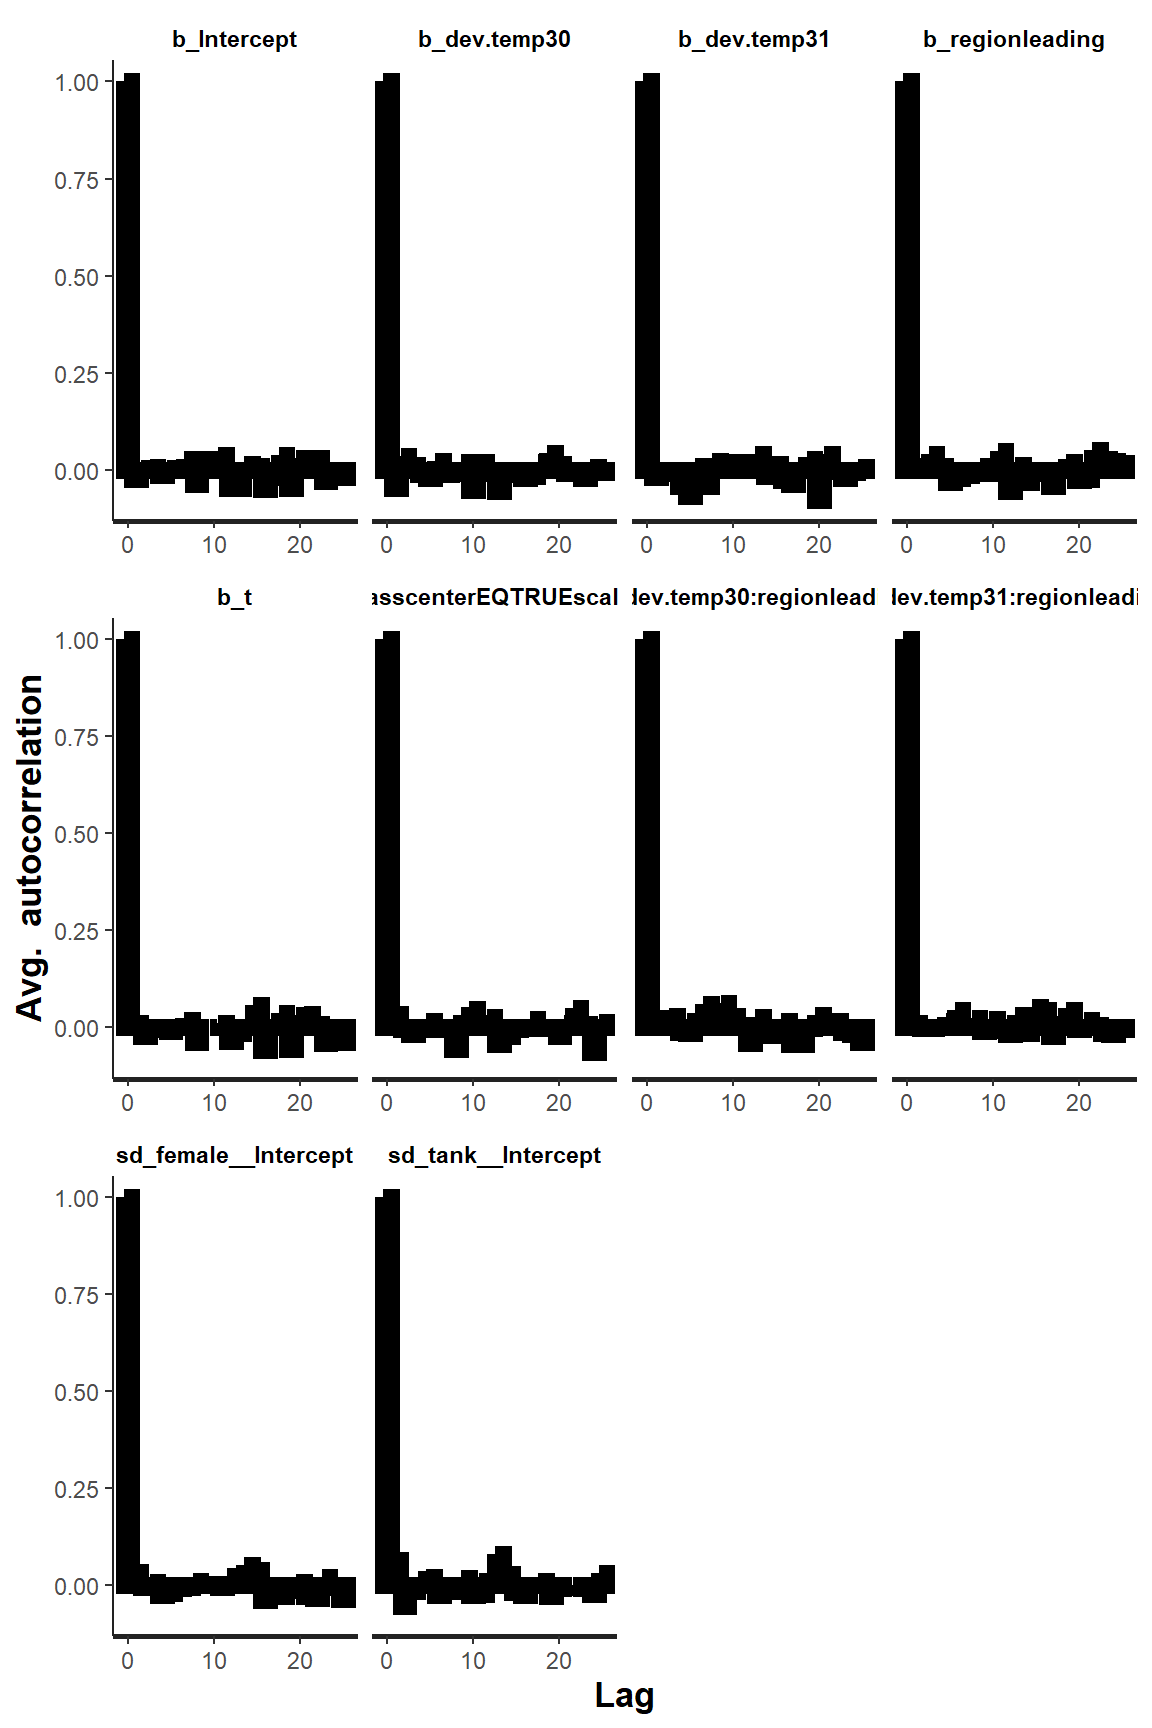 b_Intercept b_dev.temp30 b_dev.temp31 b_regionleading
1.00
0.75
0.50
0.25
0.00
0 10 20 0 10 20 0 10 20 0 10 20
b_t asscenterEQTRUEscal dev.temp30:regionlead dev.temp31:regionleadi
1.00
0.75
0.50
0.25
0.00
0 10 20 0 10 20 0 10 20 0 10 20
Avg. autocorrelation
sd_female__Intercept sd_tank__Intercept
1.00
0.75
0.50
0.25
0.00
0 10 20 0 10 20
Lag